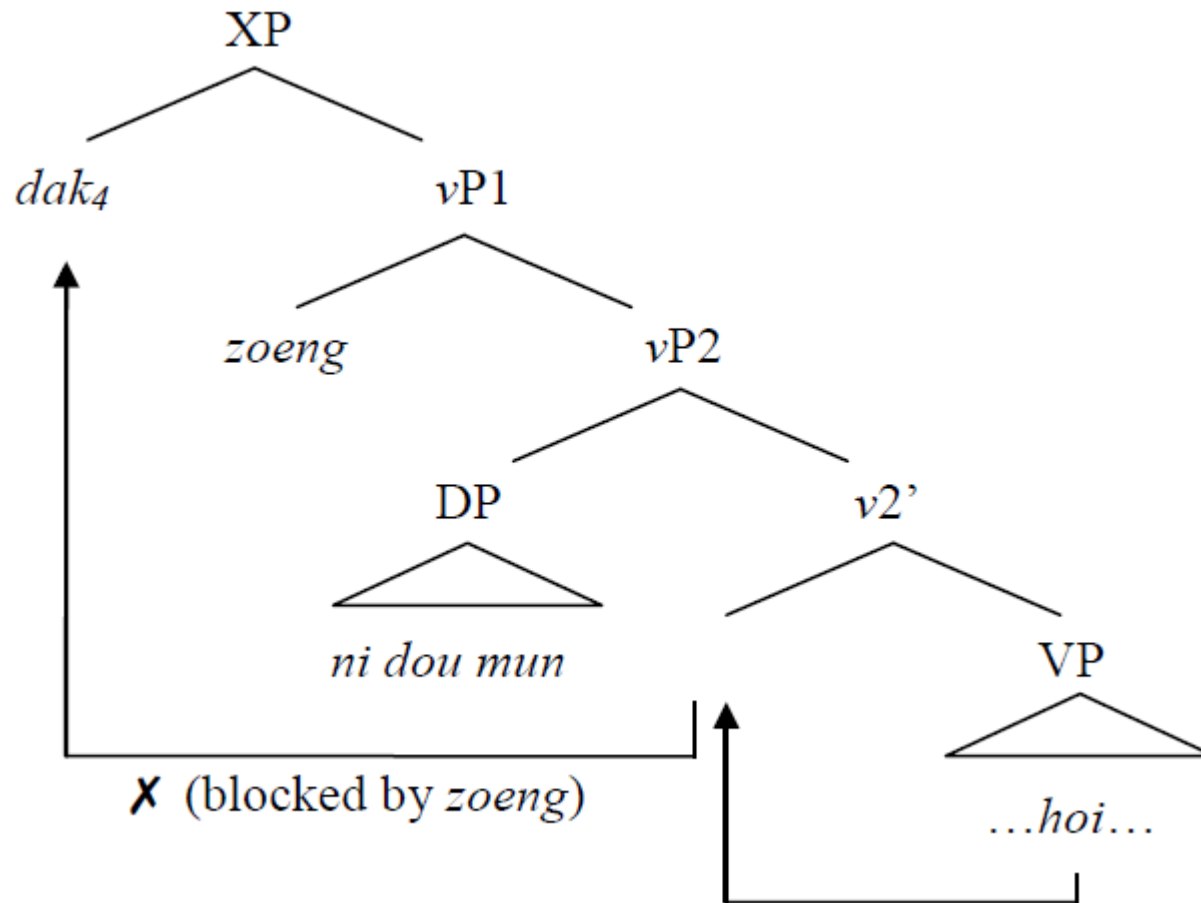 XP
dak₄ vP1
zoeng vP2
DP v2’
ni dou mun VP
✗ (blocked by zoeng)
…hoi…